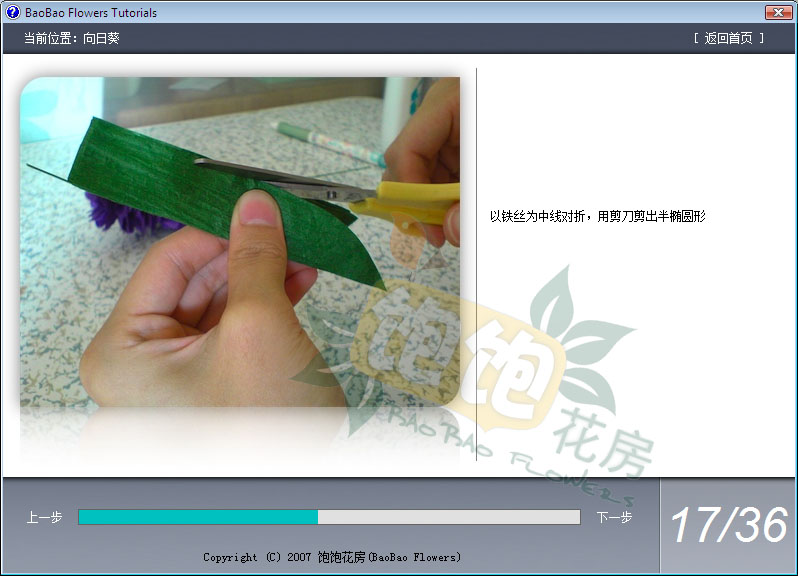 BaoBao Flowers Tutorials
当前位置：向日葵
[ 返回首页 ]
以铁丝为中线对折，用剪刀剪出半椭圆形
饱饱
花房
BAOBAO FLOWERS
上一步
下一步
17/36
Copyright (C) 2007 饱饱花房(BaoBao Flowers)